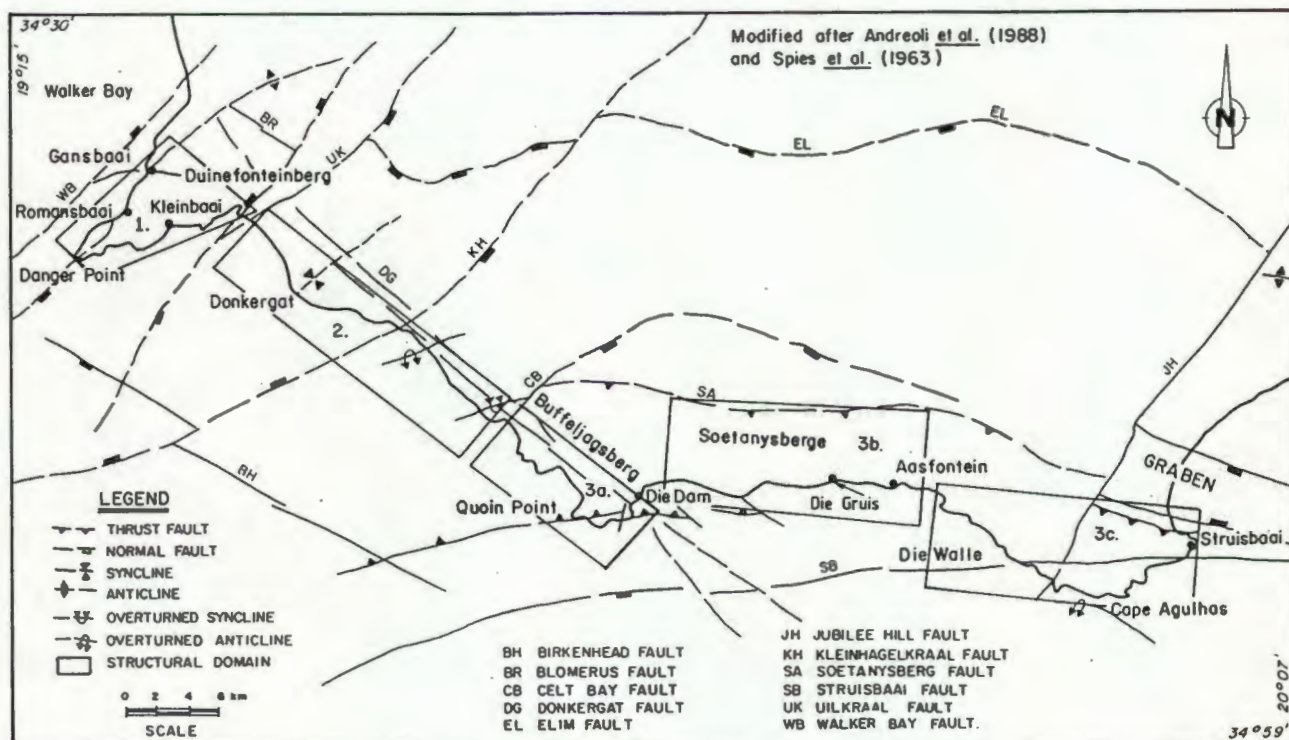 34°30'
19°15'
Modified after Andreoli et al. (1988)
and Spies et al. (1963)
N
Walker Bay
BR
EL
EL
Gansbaai
UK
WB
Duinefonteinberg
Romansbaai
Kleinbaai
1.
KH
Danger Point
DG
Donkergat
2.
JH
CB
SA
Buffeljagsberg
Soetanysberge
3b.
Aasfontein
GRABEN
BH
3a.
Die Dam
Die Gruis
Quoin Point
3c.
Struisbaai
Die Walle
SB
Cape Agulhas
LEGEND
THRUST FAULT
NORMAL FAULT
SYNCLINE
ANTICLINE
OVERTURNED SYNCLINE
OVERTURNED ANTICLINE
STRUCTURAL DOMAIN
0 2 4 6 km
SCALE
BH BIRKENHEAD FAULT
BR BLOMERUS FAULT
CB CELT BAY FAULT
DG DONKERGAT FAULT
EL ELIM FAULT
JH JUBILEE HILL FAULT
KH KLEINHAGELKRAAL FAULT
SA SOETANYSBERG FAULT
SB STRUISBAAI FAULT
UK UILKRAAL FAULT
WB WALKER BAY FAULT.
20°07'
34°59'